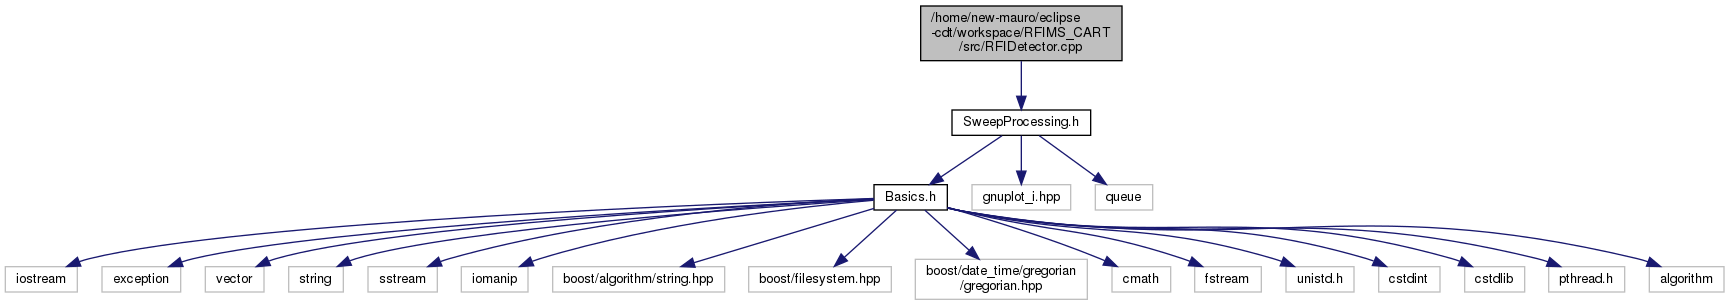 /home/new-mauro/eclipse
-cdt/workspace/RFIMS_CART
/src/RFIDetector.cpp
SweepProcessing.h
Basics.h
gnuplot_i.hpp
queue
iostream
exception
vector
string
sstream
iomanip
boost/algorithm/string.hpp
boost/filesystem.hpp
boost/date_time/gregorian
/gregorian.hpp
cmath
fstream
unistd.h
cstdint
cstdlib
pthread.h
algorithm